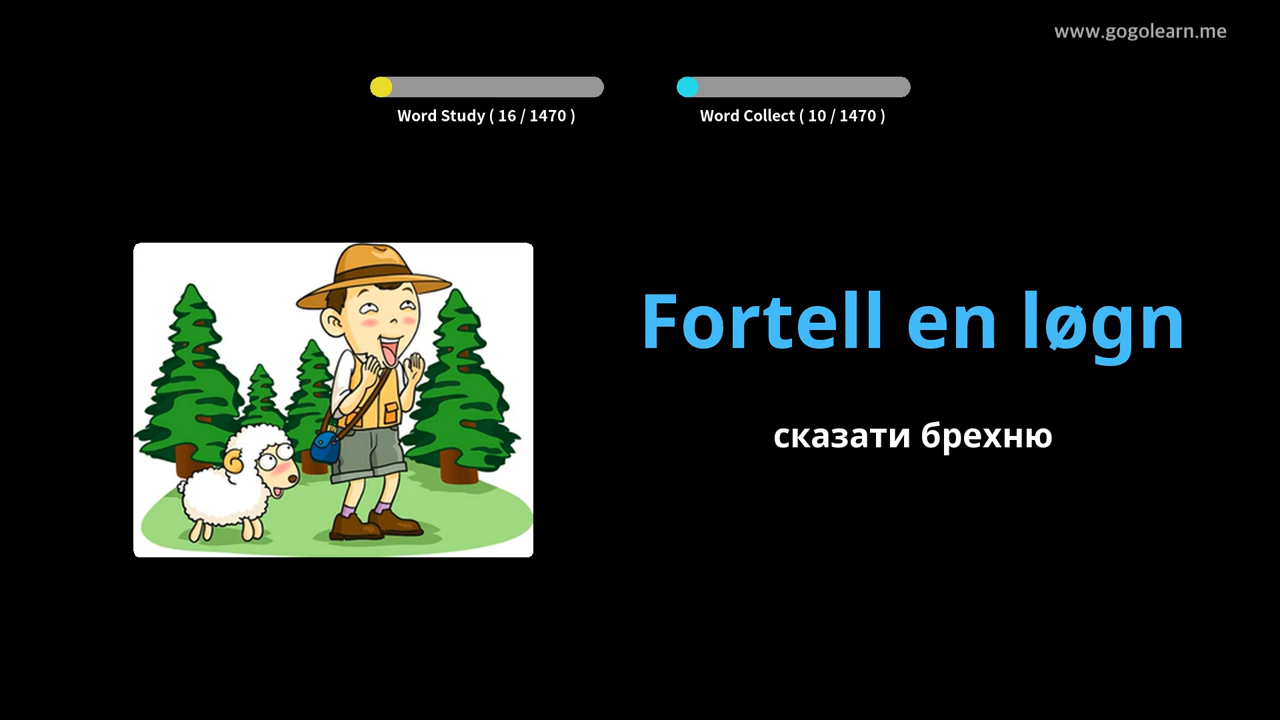 www.gogolearn.me
Word Study ( 16 / 1470 )
Word Collect ( 10 / 1470 )
Fortell en løgn
сказати брехню